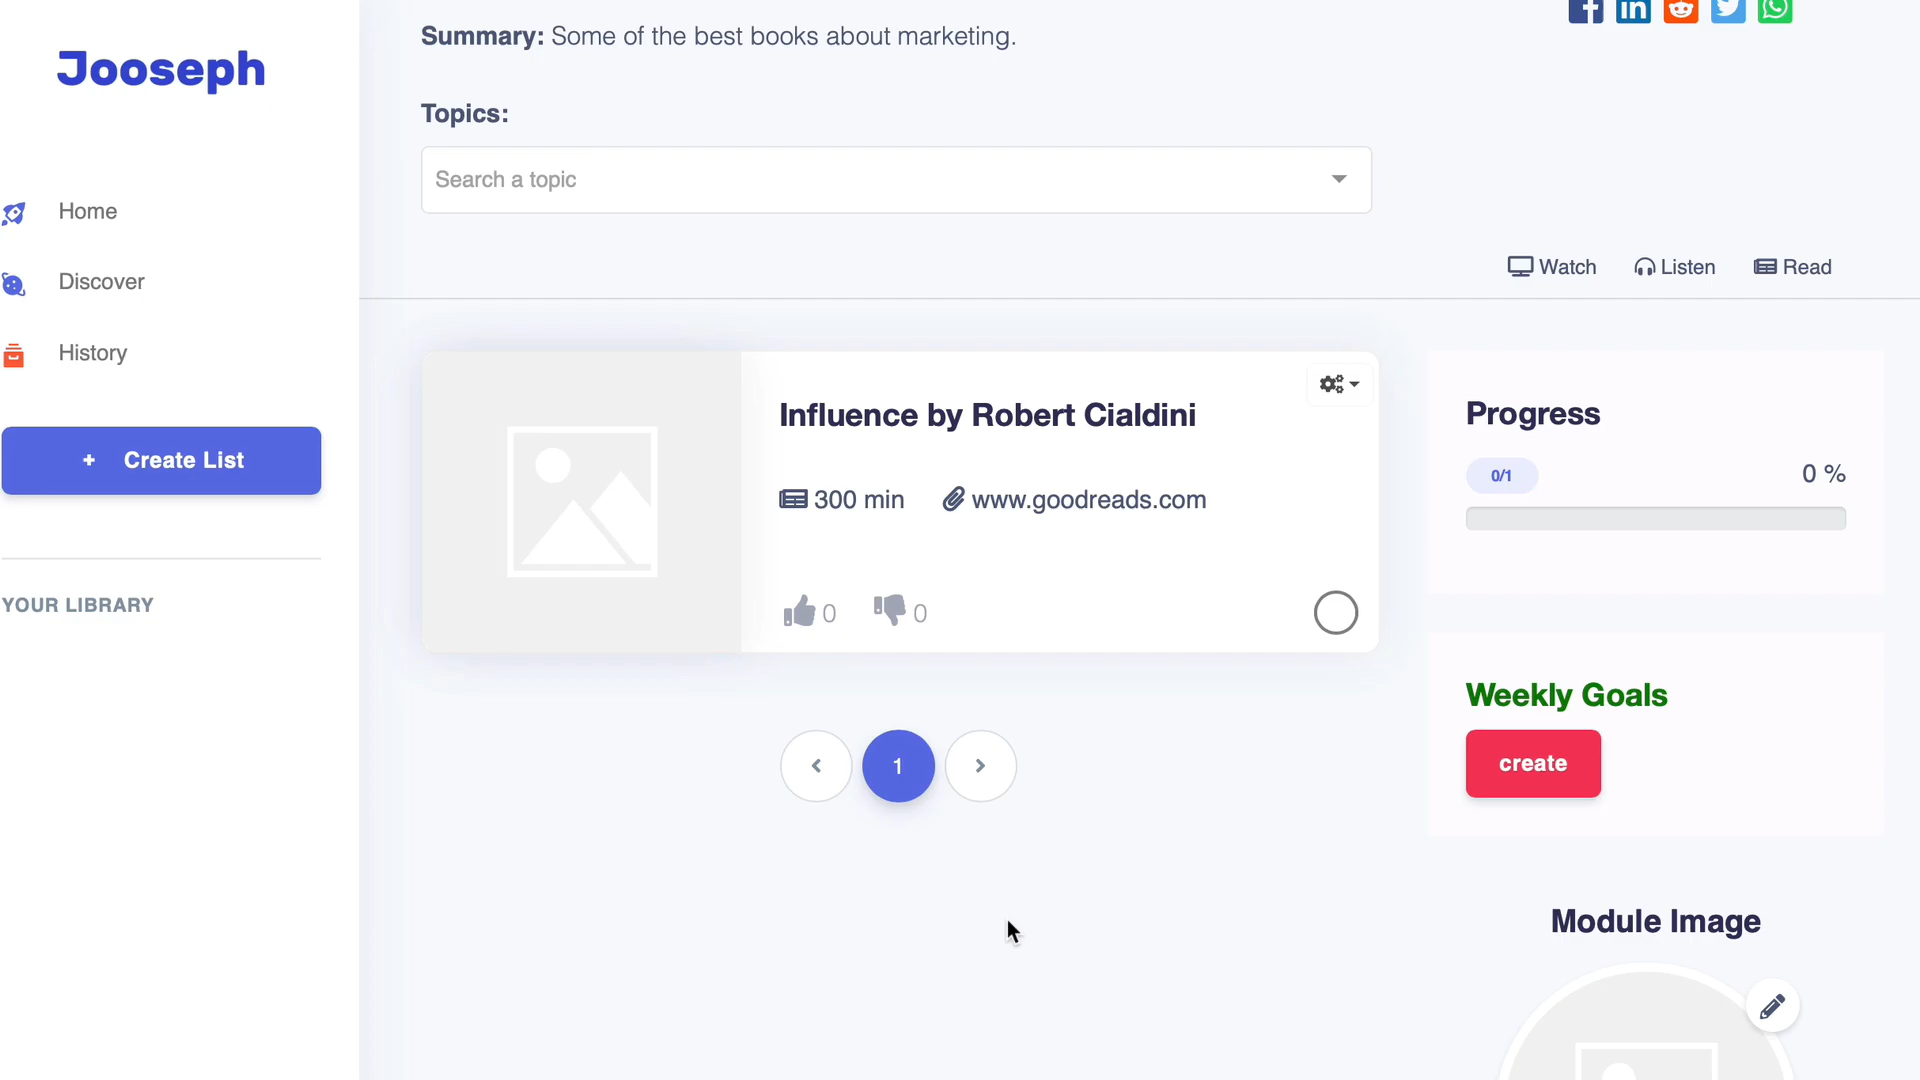 Jooseph
Home
Discover
History
+ Create List
YOUR LIBRARY
Summary: Some of the best books about marketing.
Topics:
Search a topic
Watch Listen Read
Influence by Robert Cialdini
300 min www.goodreads.com
0 0
1
Progress
0/1 0 %
Weekly Goals
create
Module Image